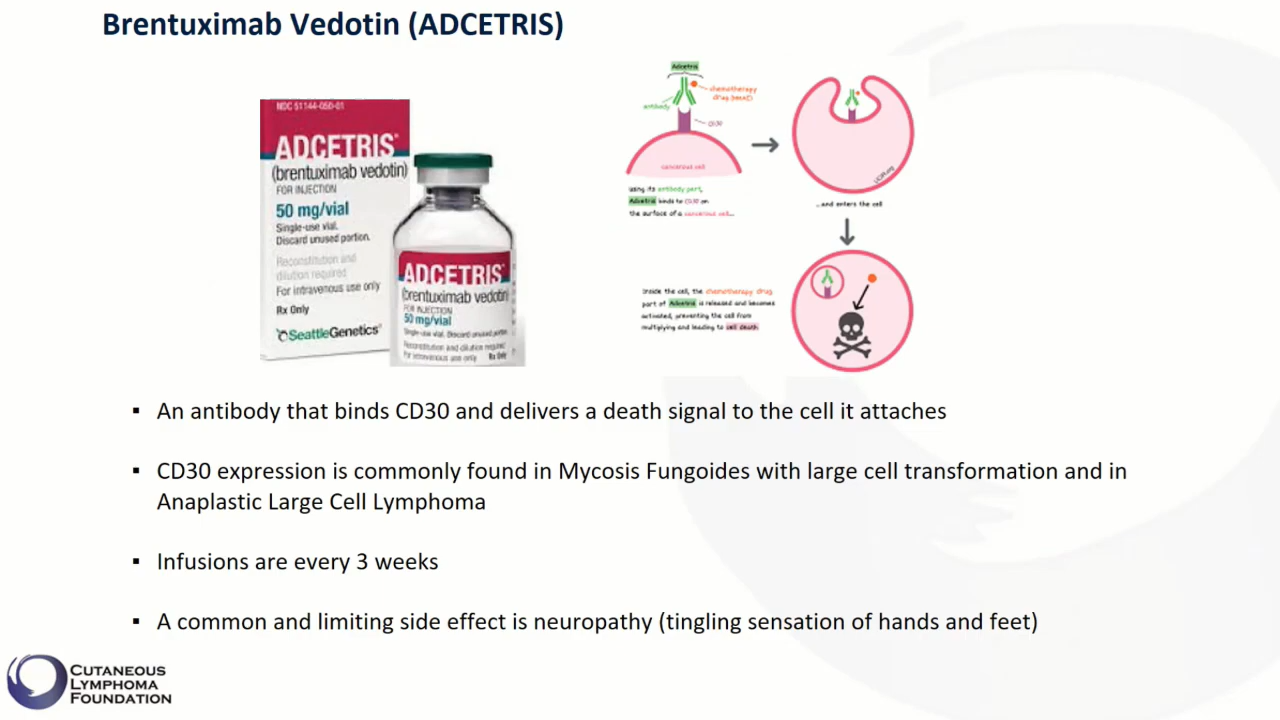 Brentuximab Vedotin (ADCETRIS)
NDC 51144-050-01
ADCETRIS®
(brentuximab vedotin)
FOR INJECTION
50 mg/vial
Single-use vial.
Discard unused portion.
Reconstitution and
dilution required
For intravenous use only
Rx Only
SeattleGenetics®
ADCETRIS®
(brentuximab vedotin)
50 mg/vial
Single-use vial. Discard unused portion.
Reconstitution and dilution required
For intravenous use only Rx Only
Adcetris
antibody
chemotherapy
drug (MMAE)
CD30
cancerous cell
Using its antibody part,
Adcetris binds to CD30 on
the surface of a cancerous cell...
...and enters the cell
Inside the cell, the chemotherapy drug
part of Adcetris is released and becomes
activated, preventing the cell from
multiplying and leading to cell death
▪ An antibody that binds CD30 and delivers a death signal to the cell it attaches
▪ CD30 expression is commonly found in Mycosis Fungoides with large cell transformation and in
Anaplastic Large Cell Lymphoma
▪ Infusions are every 3 weeks
▪ A common and limiting side effect is neuropathy (tingling sensation of hands and feet)
CUTANEOUS
LYMPHOMA
FOUNDATION